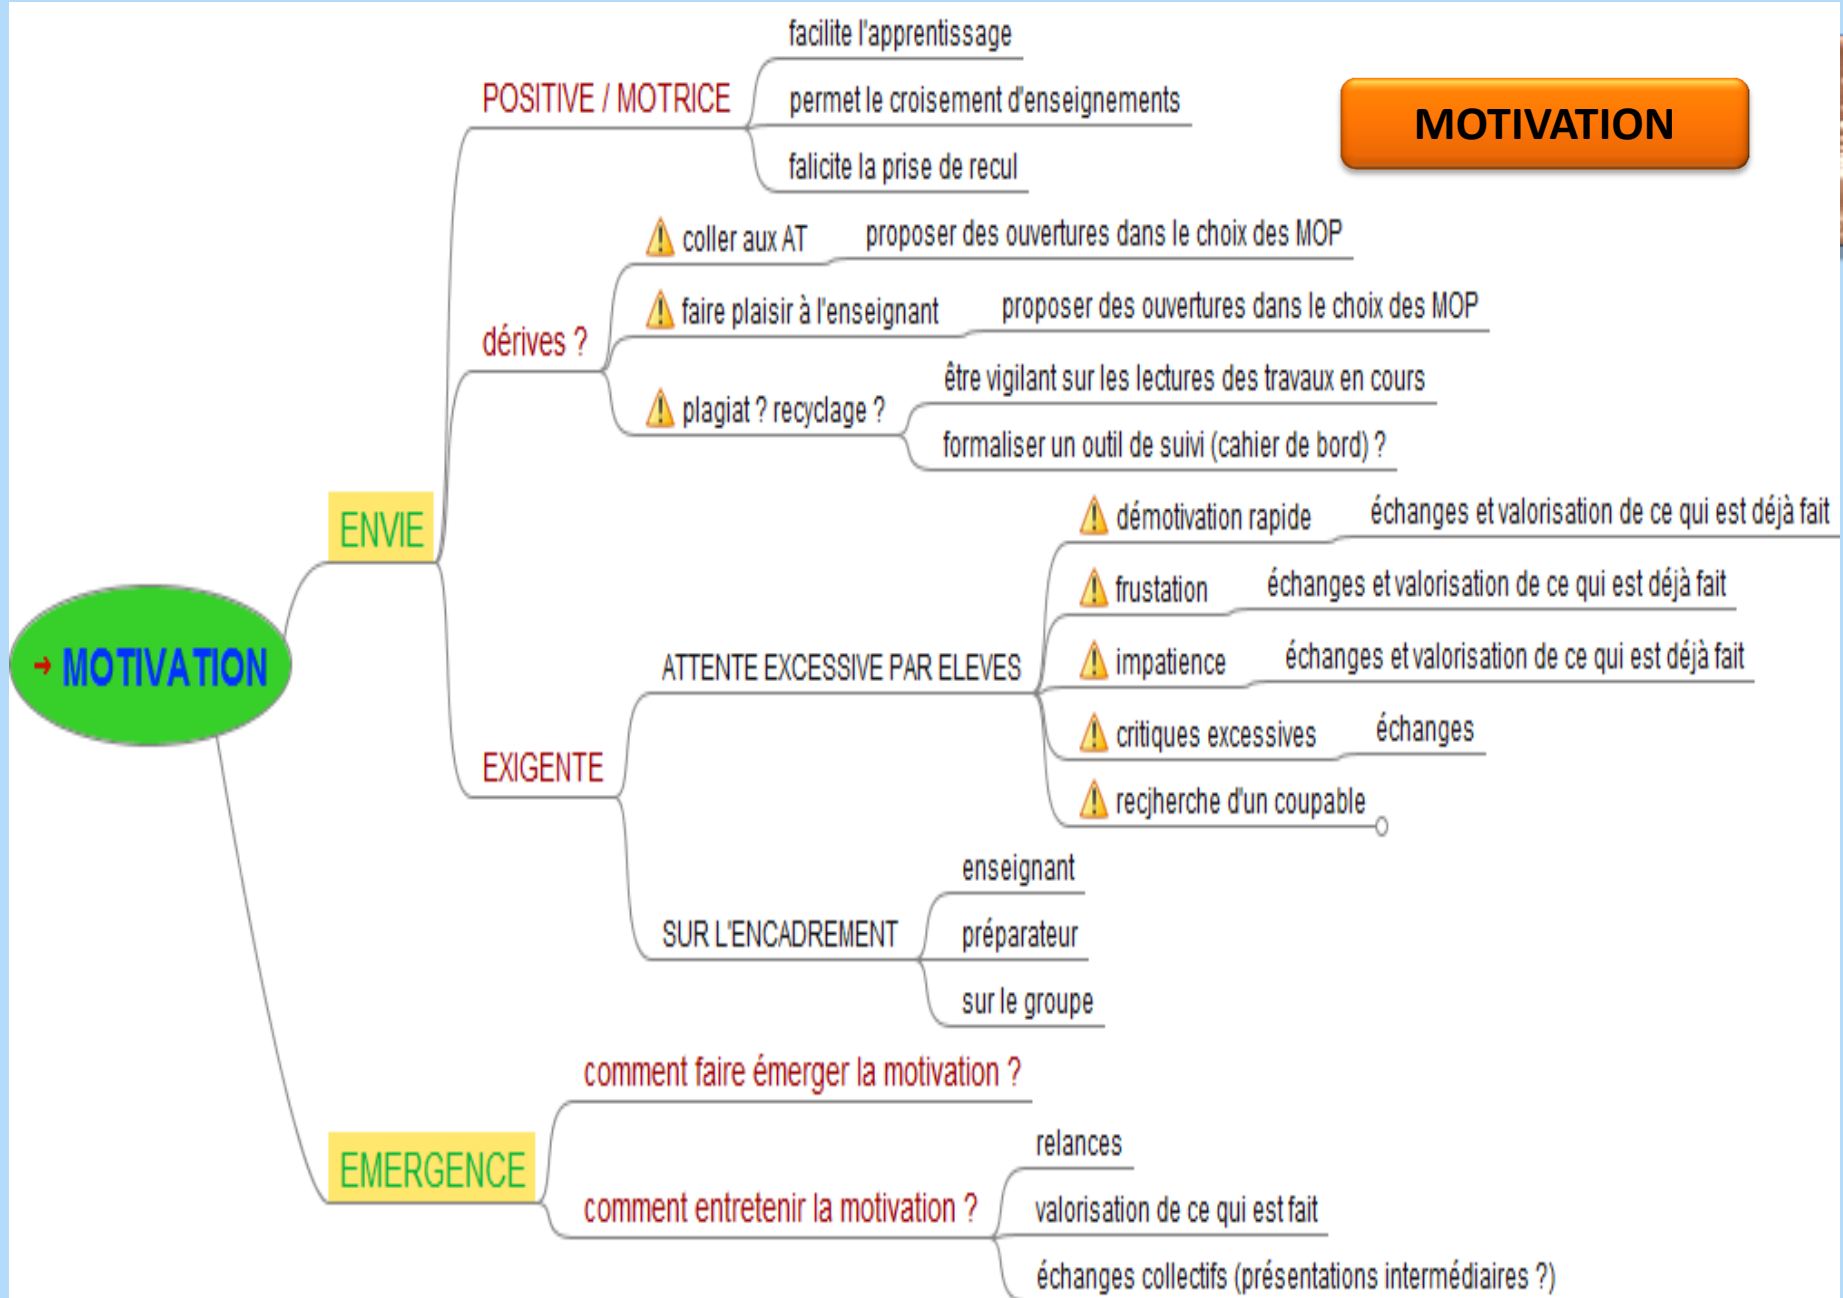 MOTIVATION
→ MOTIVATION
ENVIE
POSITIVE / MOTRICE
facilite l'apprentissage
permet le croisement d'enseignements
falicite la prise de recul
dérives ?
coller aux AT
proposer des ouvertures dans le choix des MOP
faire plaisir à l'enseignant
proposer des ouvertures dans le choix des MOP
plagiat ? recyclage ?
être vigilant sur les lectures des travaux en cours
formaliser un outil de suivi (cahier de bord) ?
EXIGENTE
ATTENTE EXCESSIVE PAR ELEVES
démotivation rapide
échanges et valorisation de ce qui est déjà fait
frustation
échanges et valorisation de ce qui est déjà fait
impatience
échanges et valorisation de ce qui est déjà fait
critiques excessives
échanges
recjherche d'un coupable
SUR L'ENCADREMENT
enseignant
préparateur
sur le groupe
EMERGENCE
comment faire émerger la motivation ?
comment entretenir la motivation ?
relances
valorisation de ce qui est fait
échanges collectifs (présentations intermédiaires ?)